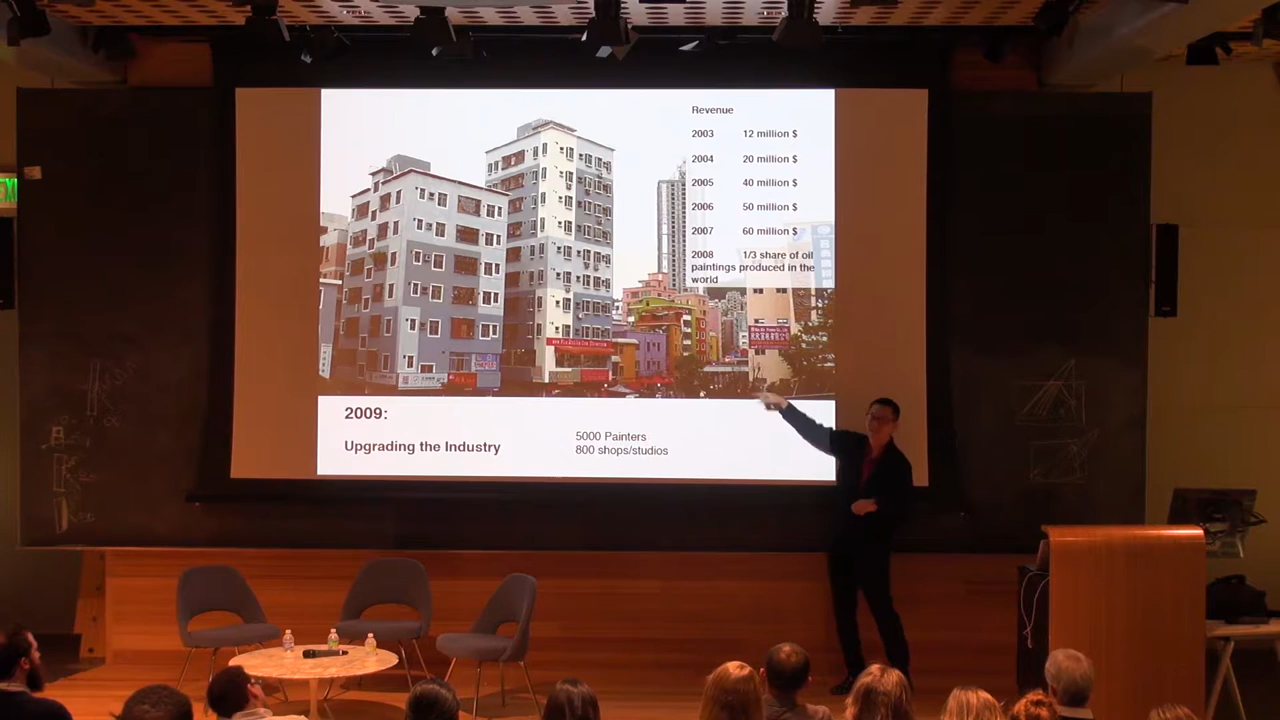 Revenue
2003 12 million $
2004 20 million $
2005 40 million $
2006 50 million $
2007 60 million $
2008 1/3 share of oil
paintings produced in the
world
2009:
Upgrading the Industry
5000 Painters
800 shops/studios
EX